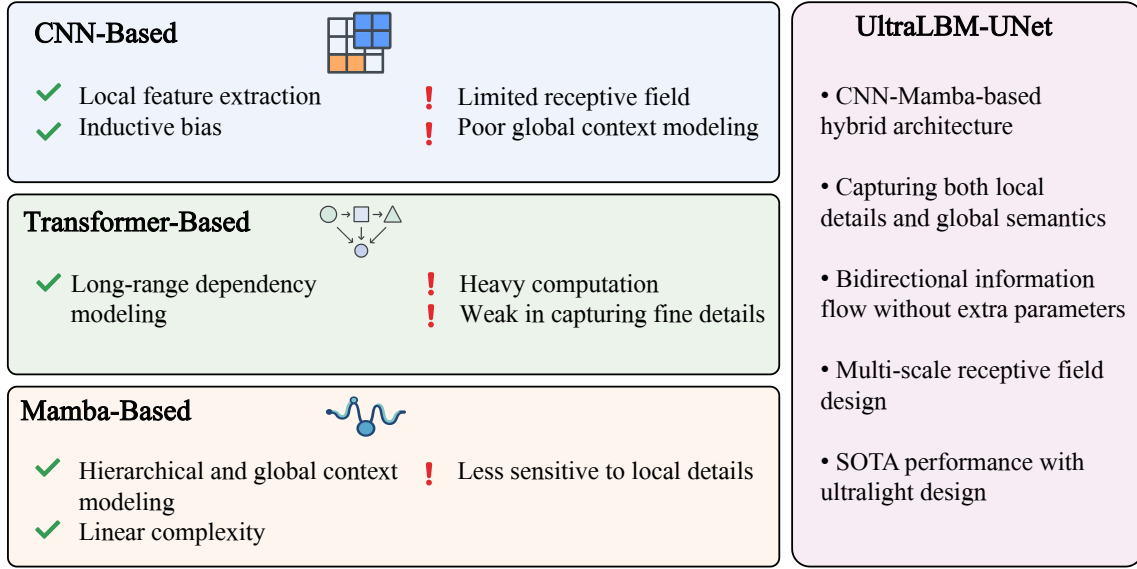 CNN-Based
Local feature extraction
Inductive bias
Limited receptive field
Poor global context modeling
Transformer-Based
Long-range dependency
modeling
Heavy computation
Weak in capturing fine details
Mamba-Based
Hierarchical and global context
modeling
Linear complexity
Less sensitive to local details
UltraLBM-UNet
• CNN-Mamba-based
hybrid architecture
• Capturing both local
details and global semantics
• Bidirectional information
flow without extra parameters
• Multi-scale receptive field
design
• SOTA performance with
ultralight design